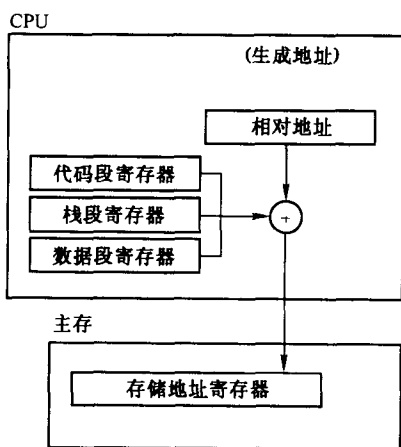 CPU
(生成地址)
相对地址
代码段寄存器
栈段寄存器
+
数据段寄存器
主存
存储地址寄存器